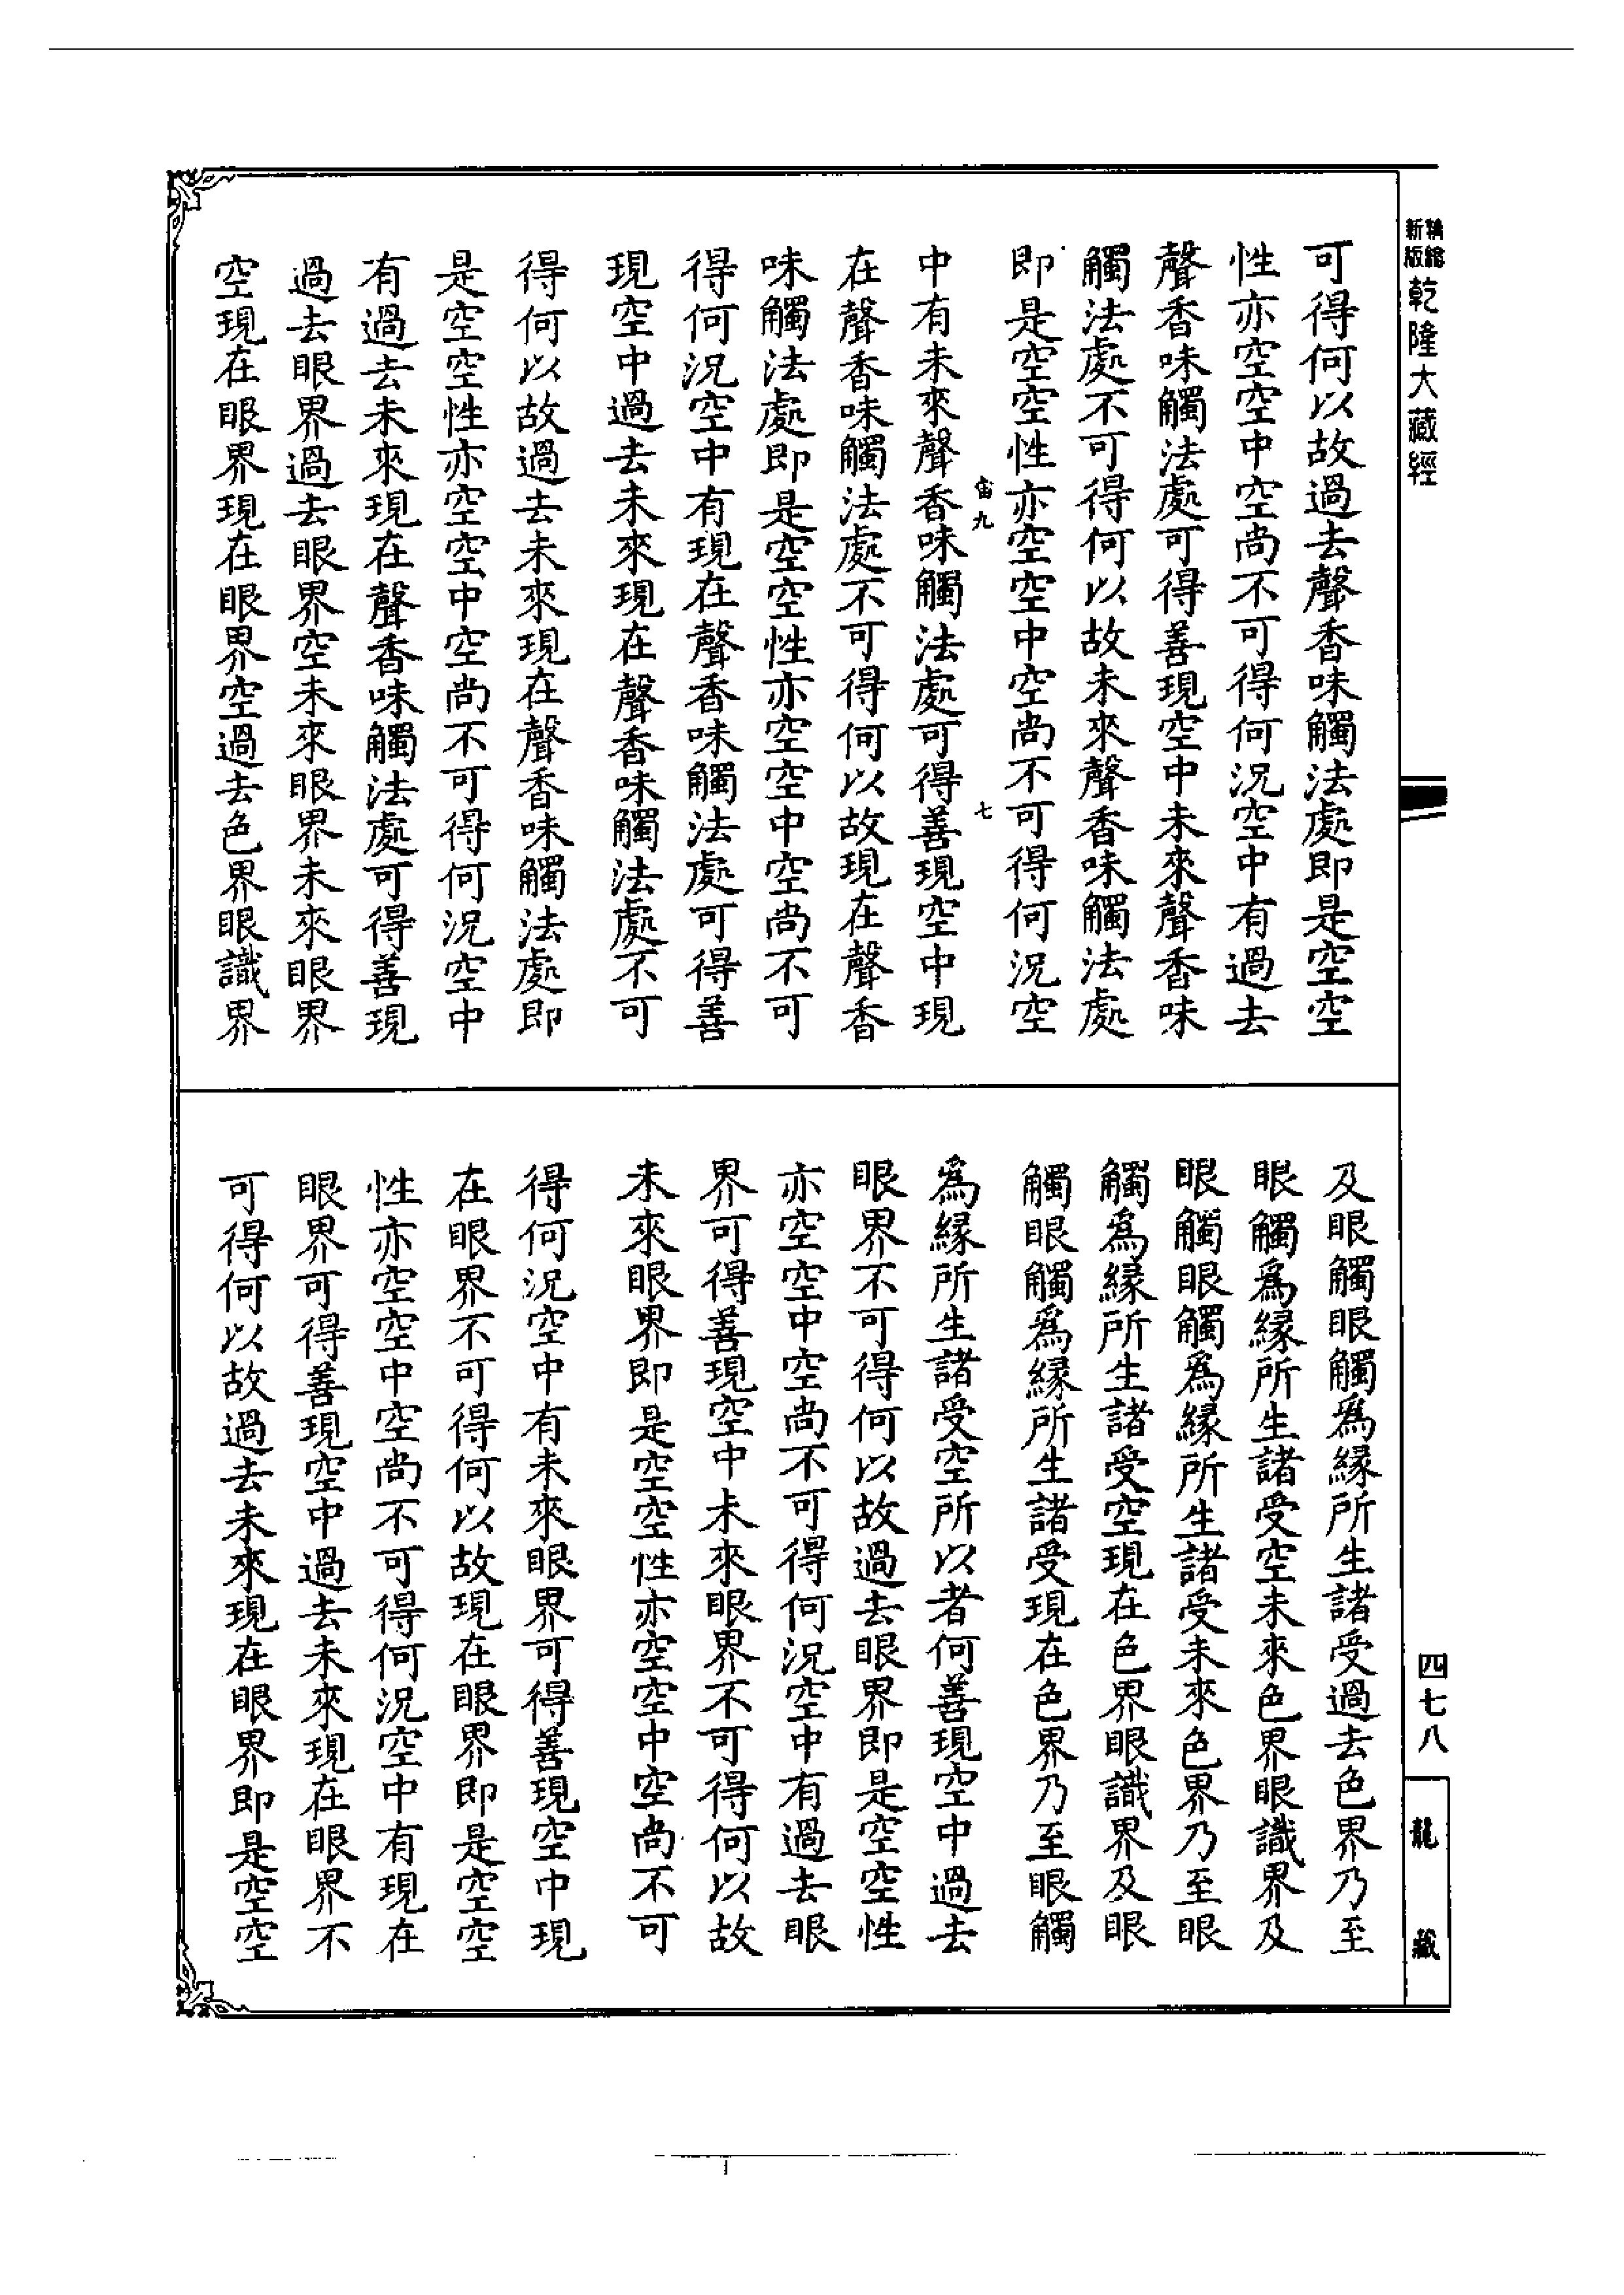 新版精縮乾隆大藏經
可得何以故過去聲香味觸法處即是空空
性亦空空中空尚不可得何況空中有過去
聲香味觸法處可得善現空中未來聲香味
觸法處不可得何以故未來聲香味觸法處
即是空空性亦空空中空尚不可得何況空
宙九
七
中有未來聲香味觸法處可得善現空中現
在聲香味觸法處不可得何以故現在聲香
味觸法處即是空空性亦空空中空尚不可
得何況空中有現在聲香味觸法處可得善
現空中過去未來現在聲香味觸法處不可
得何以故過去未來現在聲香味觸法處即
是空空性亦空空中空尚不可得何況空中
有過去未來現在聲香味觸法處可得善現
過去眼界過去眼界空未來眼界未來眼界
空現在眼界現在眼界空過去色界眼識界
及眼觸眼觸為緣所生諸受過去色界乃至
眼觸為緣所生諸受空未來色界眼識界及
眼觸眼觸為緣所生諸受未來色界乃至眼
觸為緣所生諸受空現在色界眼識界及眼
觸眼觸為緣所生諸受現在色界乃至眼觸
為緣所生諸受空所以者何善現空中過去
眼界不可得何以故過去眼界即是空空性
亦空空中空尚不可得何況空中有過去眼
界可得善現空中未來眼界不可得何以故
未來眼界即是空空性亦空空中空尚不可
得何況空中有未來眼界可得善現空中現
在眼界不可得何以故現在眼界即是空空
性亦空空中空尚不可得何況空中有現在
眼界可得善現空中過去未來現在眼界不
可得何以故過去未來現在眼界即是空空
四七八
龍藏